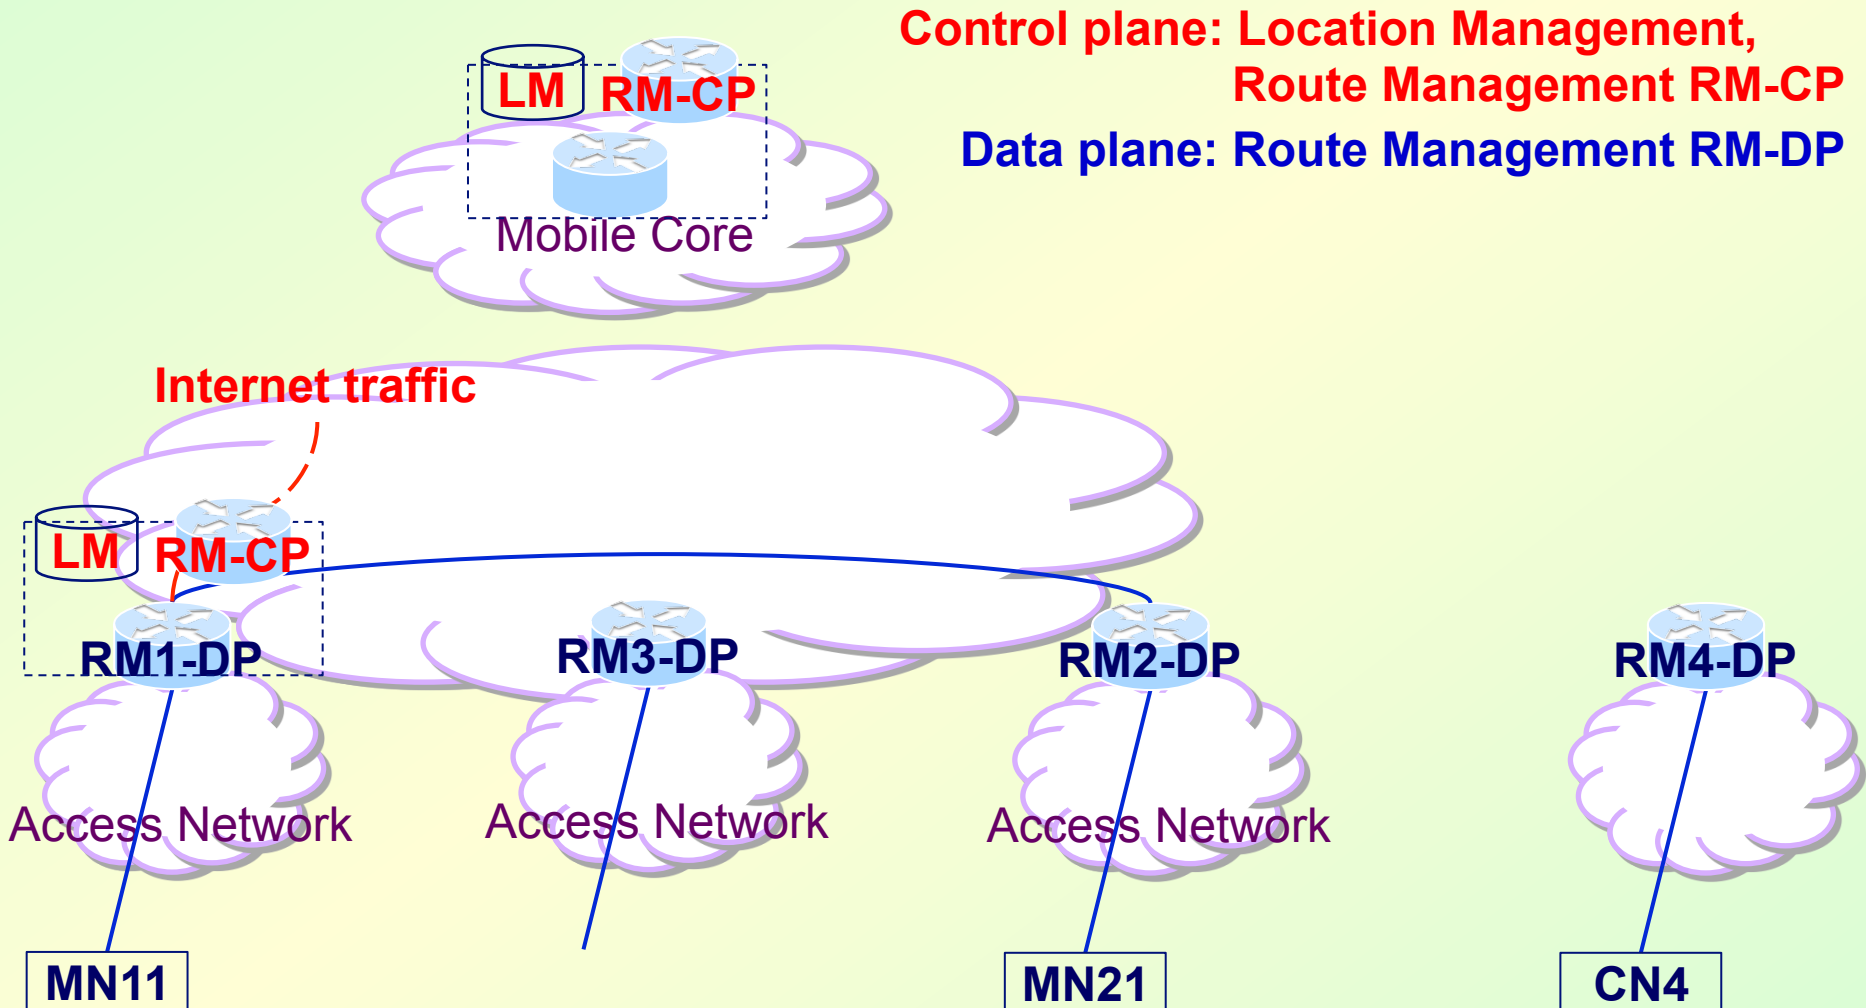 Control plane: Location Management,
Route Management RM-CP
Data plane: Route Management RM-DP
LM RM-CP
Mobile Core
Internet traffic
LM RM-CP
RM1-DP RM3-DP RM2-DP RM4-DP
Access Network Access Network Access Network
MN11 MN21 CN4